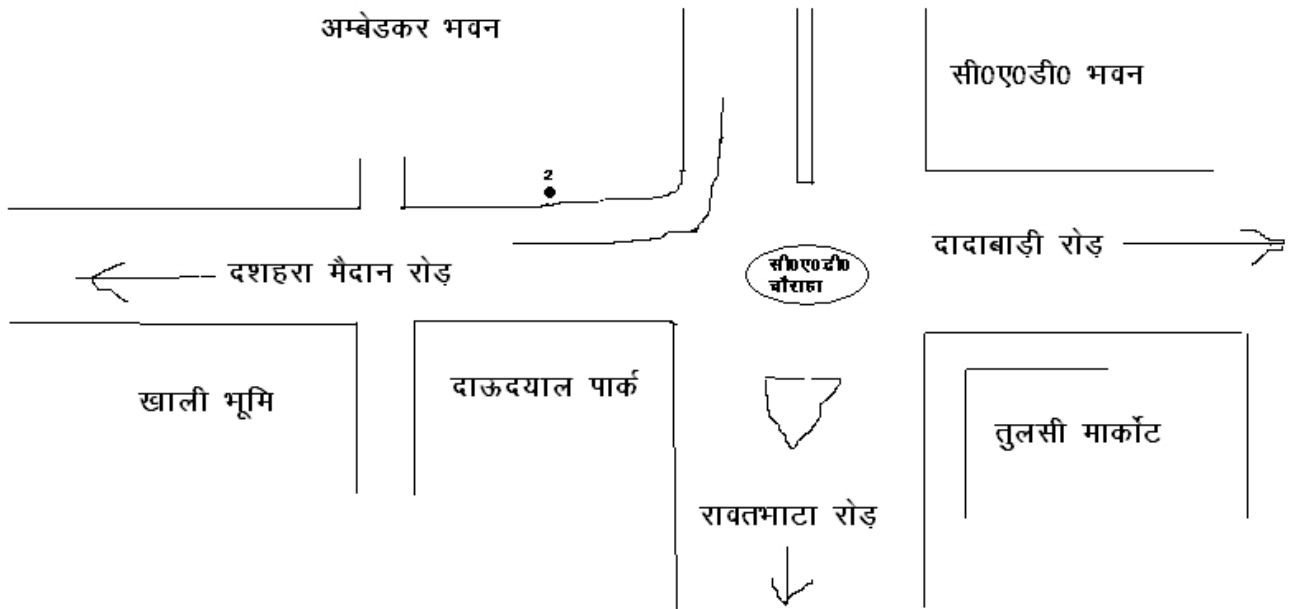 अम्बेडकर भवन
सी0ए0डी0 भवन
2
दादाबाड़ी रोड़
दशहरा मैदान रोड़
सी0ए0डी0
चौराहा
खाली भूमि
दाऊदयाल पार्क
तुलसी मार्कोट
रावतभाटा रोड़